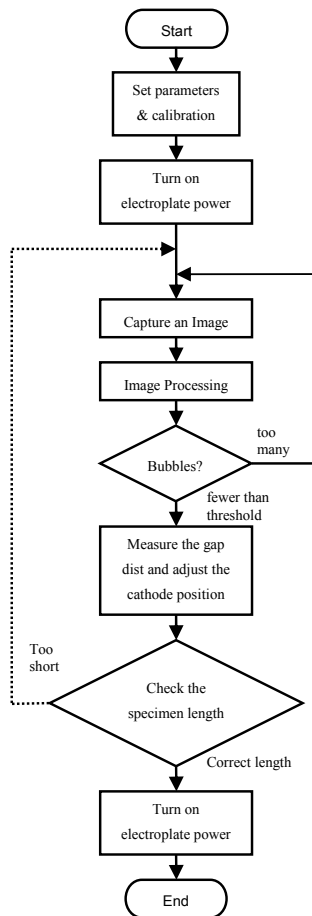 Start
Set parameters
& calibration
Turn on
electroplate power
Capture an Image
Image Processing
Bubbles?
too
many
fewer than
threshold
Measure the gap
dist and adjust the
cathode position
Too
short
Check the
specimen length
Correct length
Turn on
electroplate power
End